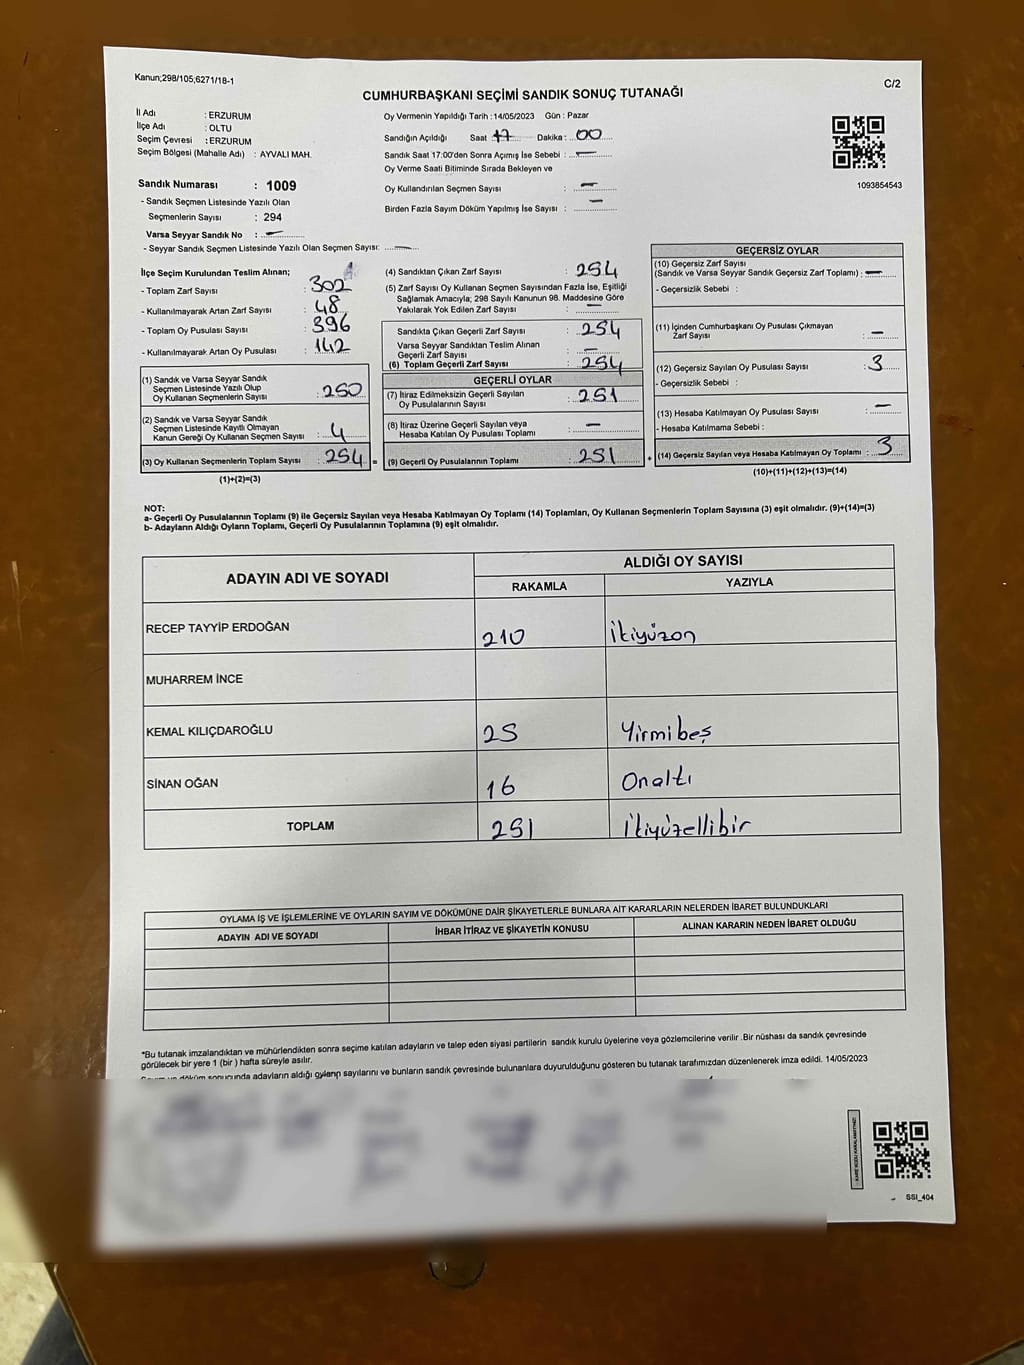 Kanun;298/105;6271/18-1
C/2
CUMHURBAŞKANI SEÇİMİ SANDIK SONUÇ TUTANAĞI
İl Adı : ERZURUM
İlçe Adı : OLTU
Seçim Çevresi : ERZURUM
Seçim Bölgesi (Mahalle Adı) : AYVALI MAH.
Sandık Numarası : 1009
- Sandık Seçmen Listesinde Yazılı Olan
Seçmenlerin Sayısı : 294
Varsa Seyyar Sandık No : —
- Seyyar Sandık Seçmen Listesinde Yazılı Olan Seçmen Sayısı: —
Oy Vermenin Yapıldığı Tarih : 14/05/2023 Gün : Pazar
Sandığın Açıldığı Saat 17 Dakika : 00
Sandık Saat 17:00'den Sonra Açımış İse Sebebi : —
Oy Verme Saati Bitiminde Sırada Bekleyen ve
Oy Kullandırılan Seçmen Sayısı : —
Birden Fazla Sayım Döküm Yapılmış İse Sayısı : —
1093854543
İlçe Seçim Kurulundan Teslim Alınan;
- Toplam Zarf Sayısı : 302
- Kullanılmayarak Artan Zarf Sayısı : 48
- Toplam Oy Pusulası Sayısı : 396
- Kullanılmayarak Artan Oy Pusulası : 142
(1) Sandık ve Varsa Seyyar Sandık
Seçmen Listesinde Yazılı Olup
Oy Kullanan Seçmenlerin Sayısı : 250
(2) Sandık ve Varsa Seyyar Sandık
Seçmen Listesinde Kayıtlı Olmayan
Kanun Gereği Oy Kullanan Seçmen Sayısı : 4
(3) Oy Kullanan Seçmenlerin Toplam Sayısı : 254 =
(1)+(2)=(3)
(4) Sandıktan Çıkan Zarf Sayısı : 254
(5) Zarf Sayısı Oy Kullanan Seçmen Sayısından Fazla İse, Eşitliği
Sağlamak Amacıyla; 298 Sayılı Kanunun 98. Maddesine Göre
Yakılarak Yok Edilen Zarf Sayısı : —
Sandıkta Çıkan Geçerli Zarf Sayısı : 254
Varsa Seyyar Sandıktan Teslim Alınan
Geçerli Zarf Sayısı : —
(6) Toplam Geçerli Zarf Sayısı : 254
GEÇERLİ OYLAR
(7) İtiraz Edilmeksizin Geçerli Sayılan
Oy Pusulalarının Sayısı : 251
(8) İtiraz Üzerine Geçerli Sayılan veya
Hesaba Katılan Oy Pusulası Toplamı : —
(9) Geçerli Oy Pusulalarının Toplamı : 251 +
GEÇERSİZ OYLAR
(10) Geçersiz Zarf Sayısı
(Sandık ve Varsa Seyyar Sandık Geçersiz Zarf Toplamı) : —
- Geçersizlik Sebebi :
(11) İçinden Cumhurbaşkanı Oy Pusulası Çıkmayan
Zarf Sayısı : —
(12) Geçersiz Sayılan Oy Pusulası Sayısı : 3
- Geçersizlik Sebebi :
(13) Hesaba Katılmayan Oy Pusulası Sayısı : —
- Hesaba Katılmama Sebebi :
(14) Geçersiz Sayılan veya Hesaba Katılmayan Oy Toplamı : 3
(10)+(11)+(12)+(13)=(14)
NOT:
a- Geçerli Oy Pusulalarının Toplamı (9) ile Geçersiz Sayılan veya Hesaba Katılmayan Oy Toplamı (14) Toplamları, Oy Kullanan Seçmenlerin Toplam Sayısına (3) eşit olmalıdır. (9)+(14)=(3)
b- Adayların Aldığı Oyların Toplamı, Geçerli Oy Pusulalarının Toplamına (9) eşit olmalıdır.
ADAYIN ADI VE SOYADI
ALDIĞI OY SAYISI
RAKAMLA YAZIYLA
RECEP TAYYİP ERDOĞAN 210 İkiyüzon
MUHARREM İNCE
KEMAL KILIÇDAROĞLU 25 Yirmibeş
SİNAN OĞAN 16 Onaltı
TOPLAM 251 İkiyüzellibir
OYLAMA İŞ VE İŞLEMLERİNE VE OYLARIN SAYIM VE DÖKÜMÜNE DAİR ŞİKAYETLERLE BUNLARA AİT KARARLARIN NELERDEN İBARET BULUNDUKLARI
ADAYIN ADI VE SOYADI İHBAR İTİRAZ VE ŞİKAYETİN KONUSU ALINAN KARARIN NEDEN İBARET OLDUĞU
*Bu tutanak imzalandıktan ve mühürlendikten sonra seçime katılan adayların ve talep eden siyasi partilerin sandık kurulu üyelerine veya gözlemcilerine verilir .Bir nüshası da sandık çevresinde
görülecek bir yere 1 (bir ) hafta süreyle asılır.
Sayım ve döküm sonucunda adayların aldığı oyların sayılarını ve bunların sandık çevresinde bulunanlara duyurulduğunu gösteren bu tutanak tarafımızdan düzenlenerek imza edildi. 14/05/2023
SSI_404